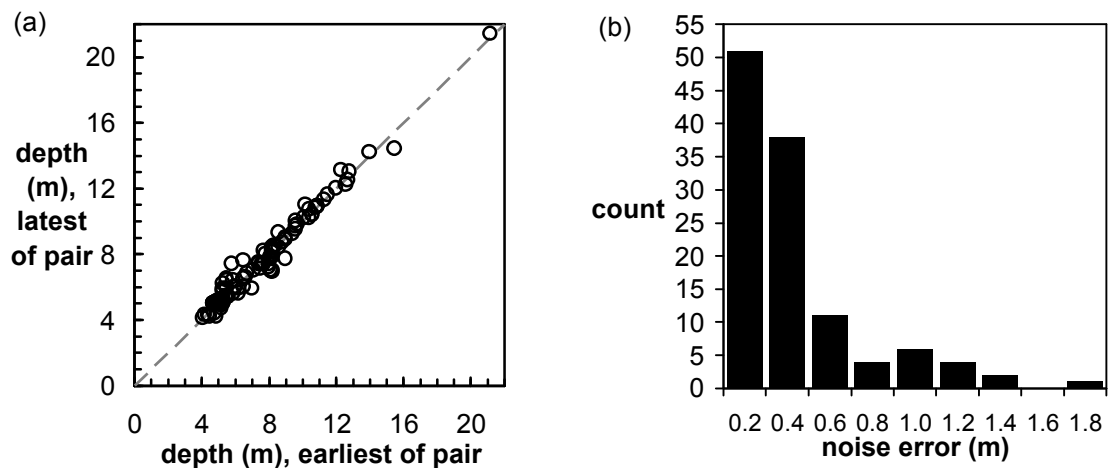 (a)
20
16
12
8
4
0
depth
(m),
latest
of pair
0 4 8 12 16 20
depth (m), earliest of pair
(b)
55
50
45
40
35
30
25
20
15
10
5
0
count
0.2 0.4 0.6 0.8 1.0 1.2 1.4 1.6 1.8
noise error (m)